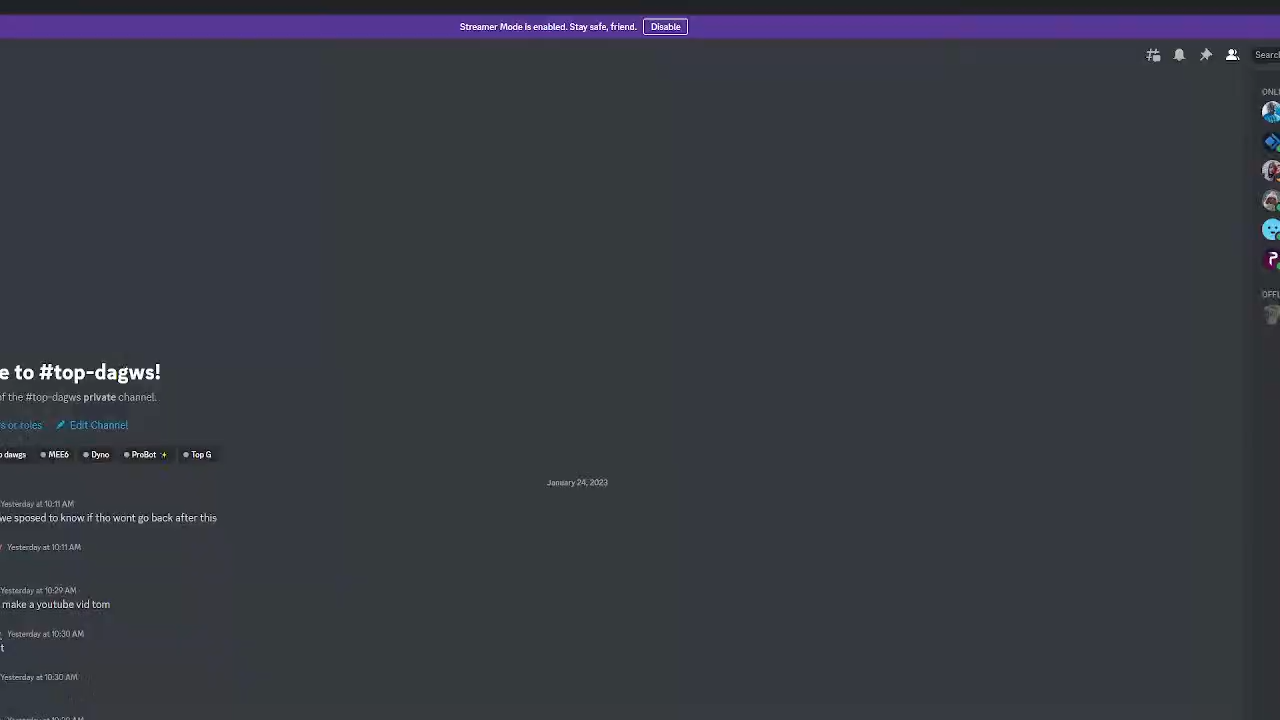 Streamer Mode is enabled. Stay safe, friend. Disable
Search
ONLI
e to #top-dagws!
of the #top-dagws private channel.
s or roles Edit Channel
p dawgs MEE6 Dyno ProBot Top G
OFFL
January 24, 2023
Yesterday at 10:11 AM
we sposed to know if tho wont go back after this
Yesterday at 10:11 AM
Yesterday at 10:29 AM
make a youtube vid tom
Yesterday at 10:30 AM
t
Yesterday at 10:30 AM